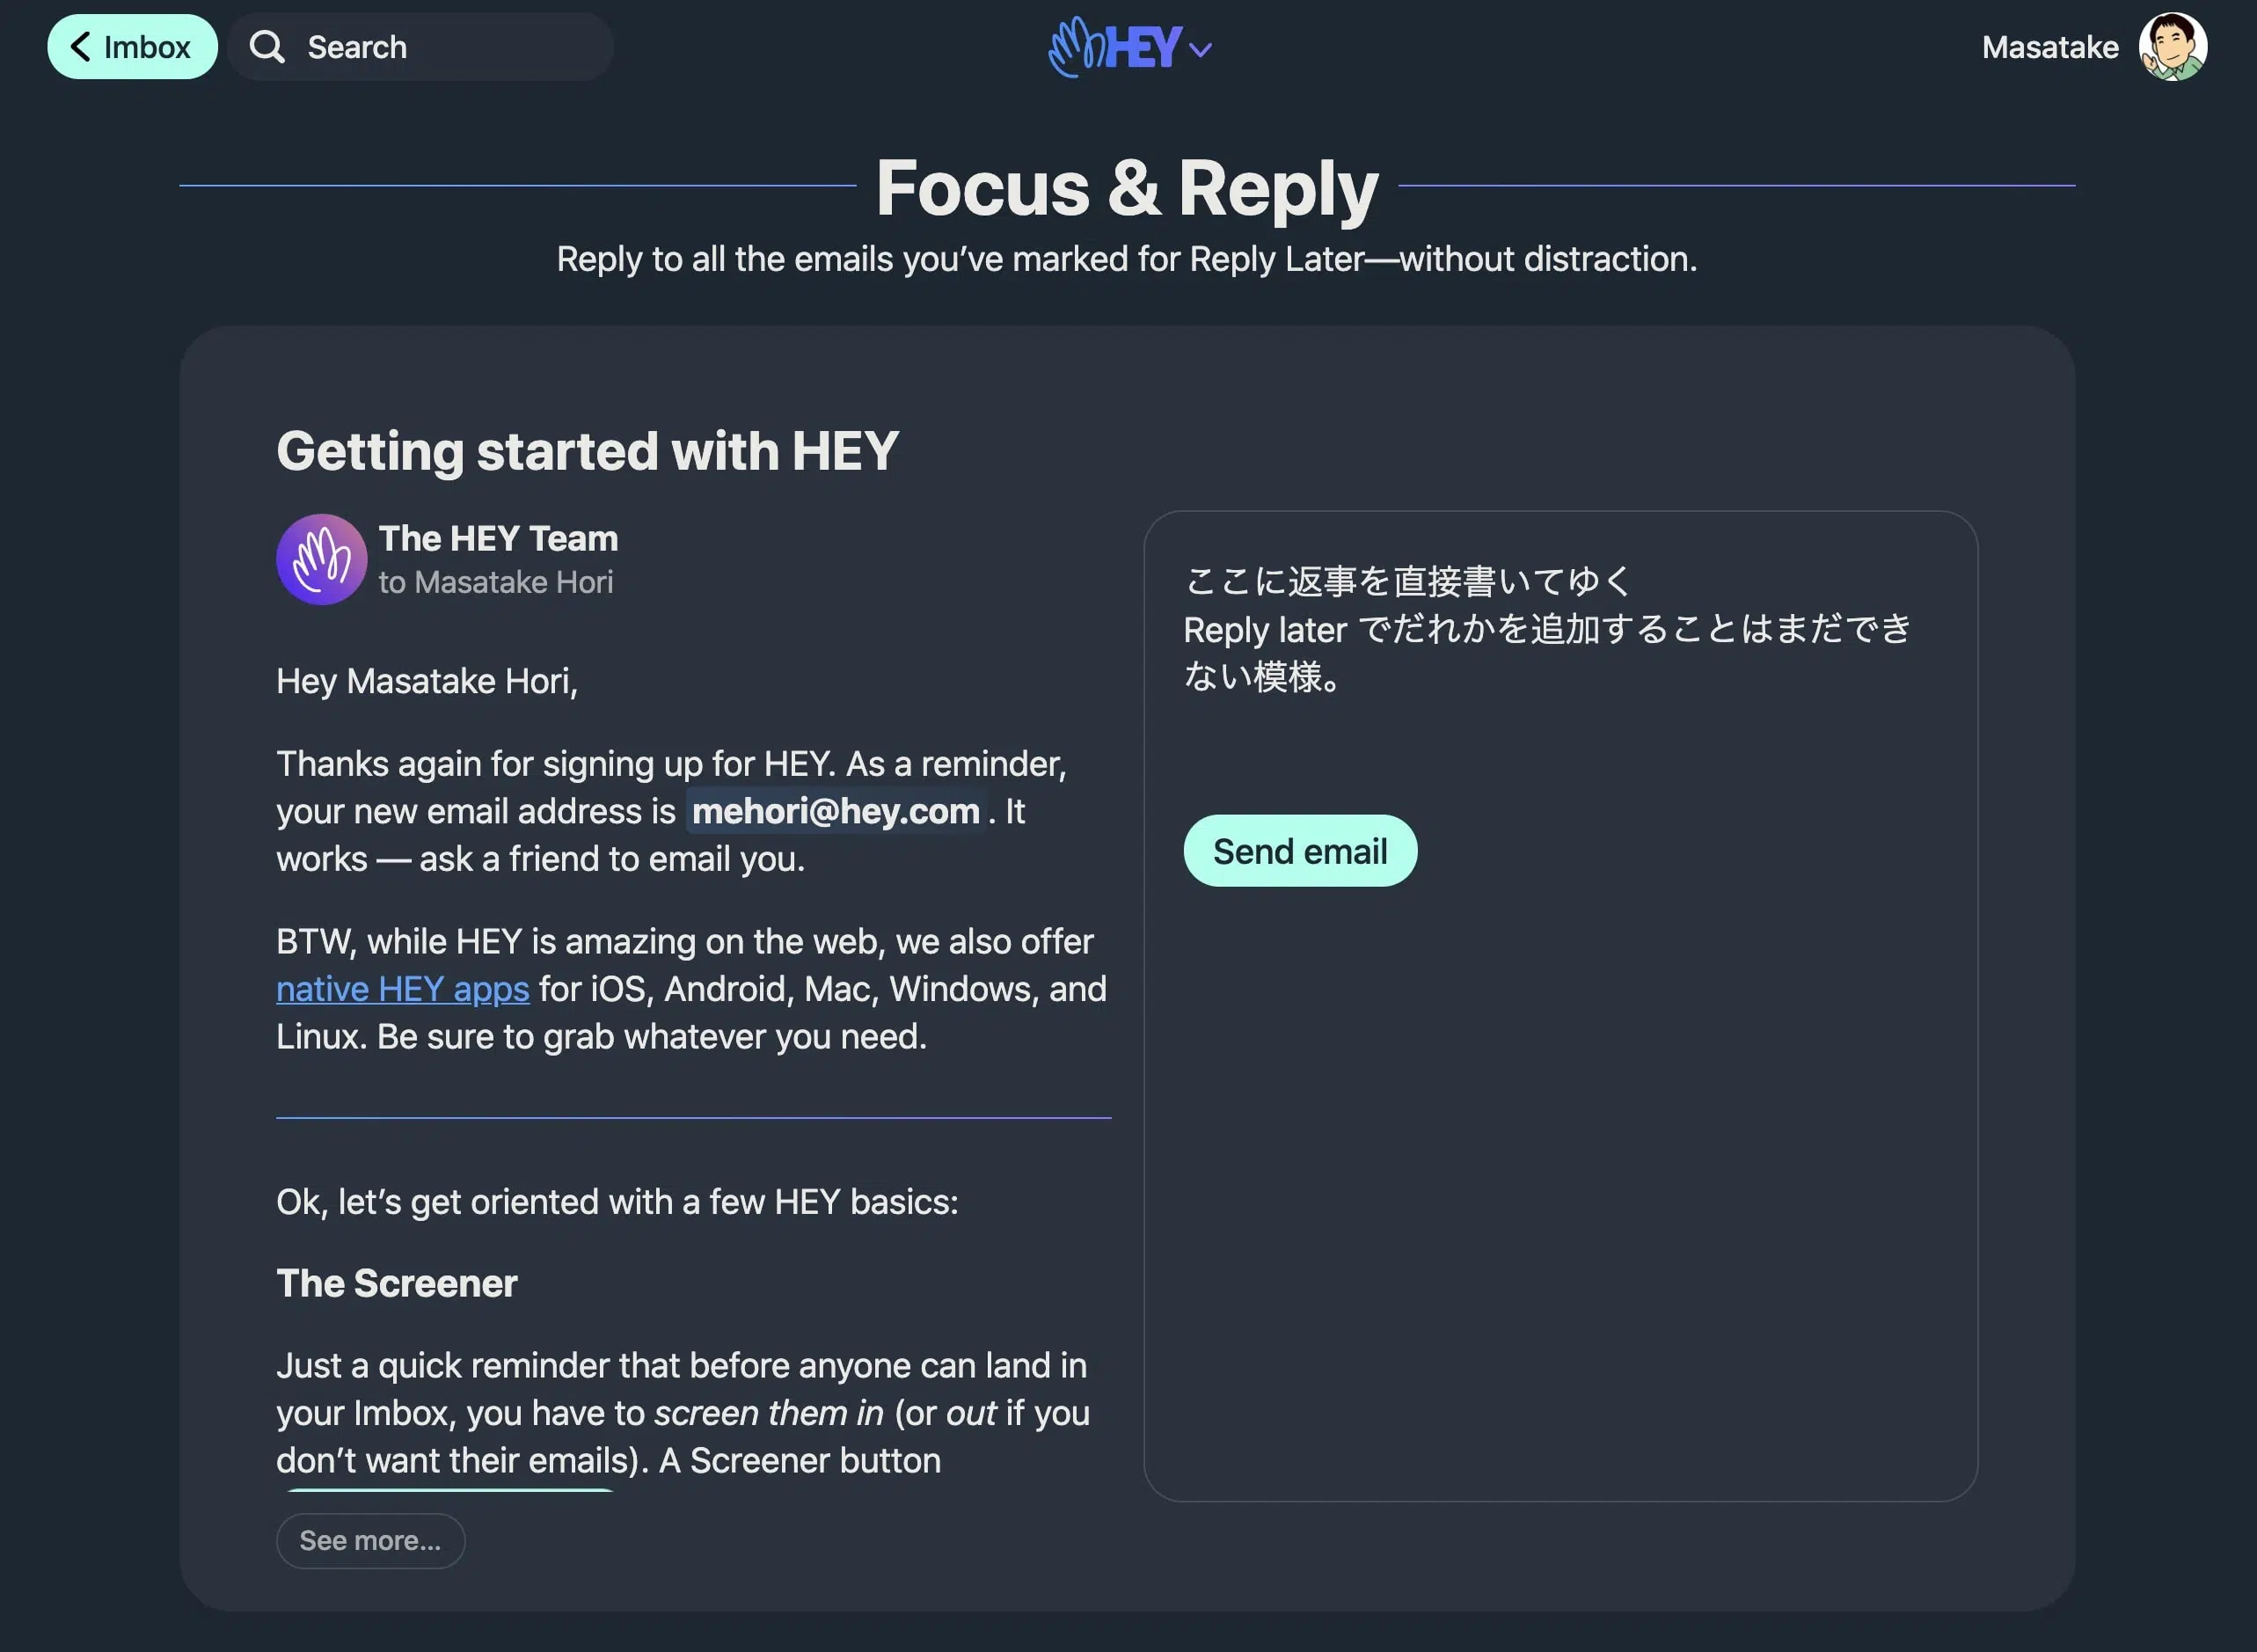 Imbox
Search
HEY
Masatake
Focus & Reply
Reply to all the emails you’ve marked for Reply Later—without distraction.
Getting started with HEY
The HEY Team
to Masatake Hori
Hey Masatake Hori,
Thanks again for signing up for HEY. As a reminder,
your new email address is mehori@hey.com. It
works — ask a friend to email you.
BTW, while HEY is amazing on the web, we also offer
native HEY apps for iOS, Android, Mac, Windows, and
Linux. Be sure to grab whatever you need.
Ok, let’s get oriented with a few HEY basics:
The Screener
Just a quick reminder that before anyone can land in
your Imbox, you have to screen them in (or out if you
don’t want their emails). A Screener button
See more...
ここに返事を直接書いてゆく
Reply later でだれかを追加することはまだでき
ない模様。
Send email